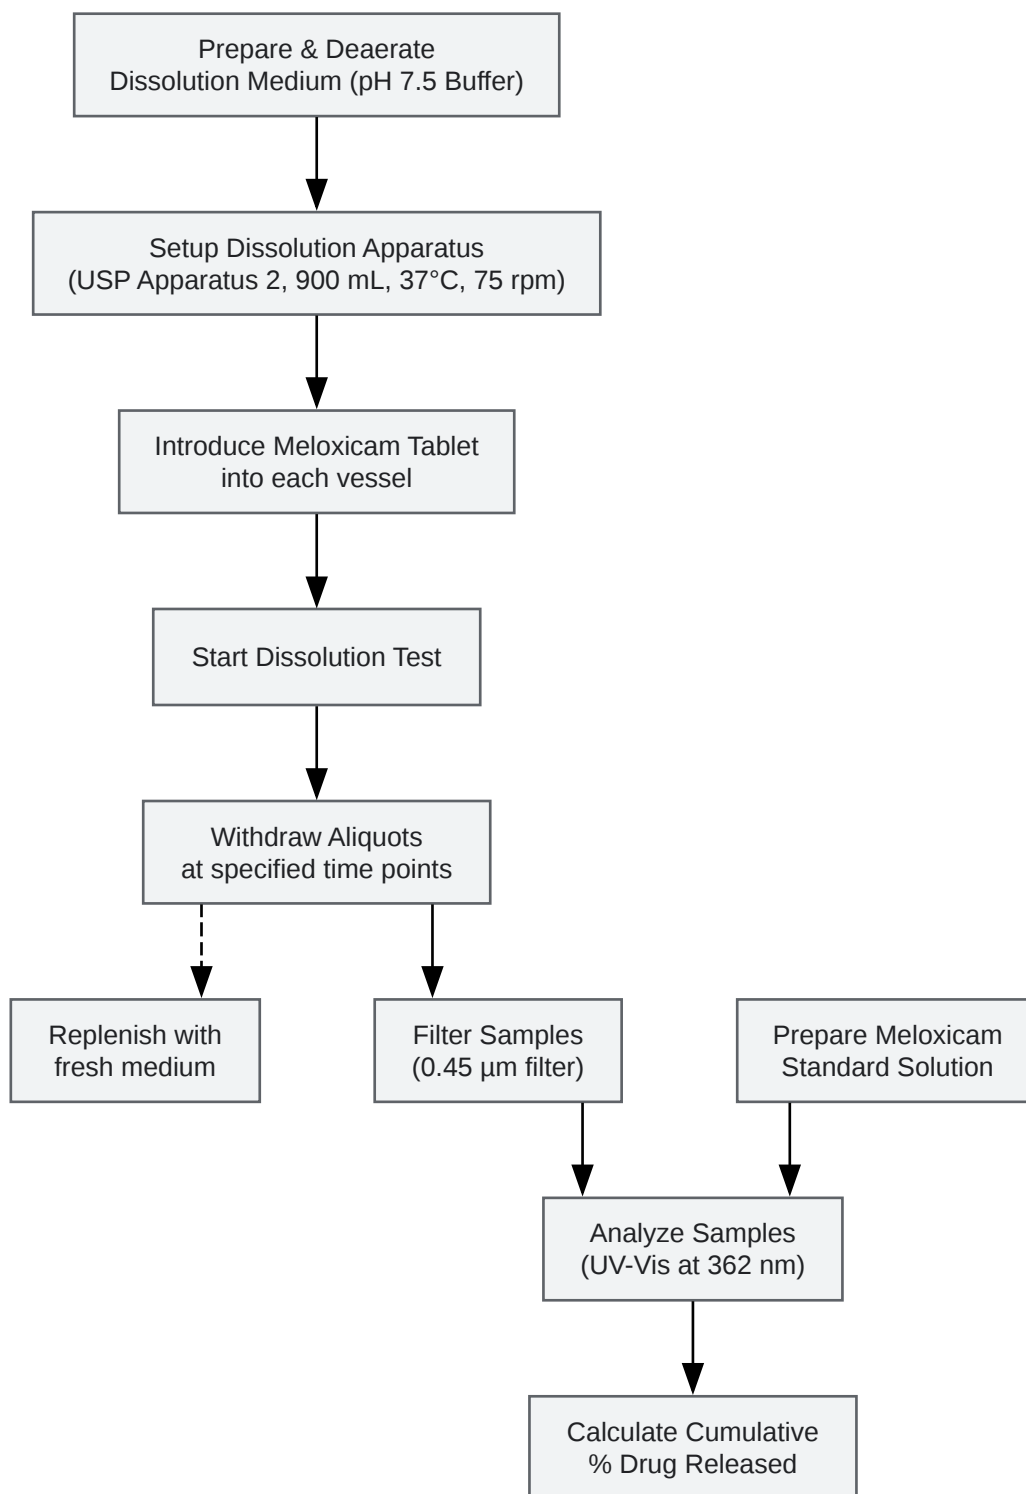 Prepare & Deaerate
Dissolution Medium (pH 7.5 Buffer)
Setup Dissolution Apparatus
(USP Apparatus 2, 900 mL, 37°C, 75 rpm)
Introduce Meloxicam Tablet
into each vessel
Start Dissolution Test
Withdraw Aliquots
at specified time points
Replenish with
fresh medium
Filter Samples
(0.45 µm filter)
Prepare Meloxicam
Standard Solution
Analyze Samples
(UV-Vis at 362 nm)
Calculate Cumulative
% Drug Released